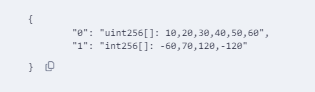 {
"0": "uint256[]: 10,20,30,40,50,60",
"1": "int256[]: -60,70,120,-120"
}